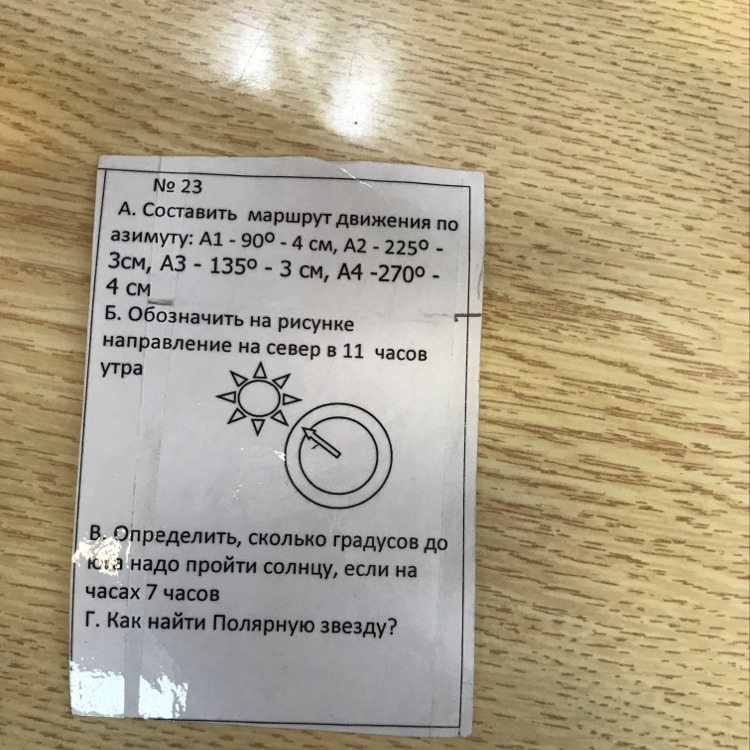 № 23
А. Составить маршрут движения по
азимуту: А1 - 90º - 4 см, А2 - 225º -
3см, А3 - 135º - 3 см, А4 -270º -
4 см
Б. Обозначить на рисунке
направление на север в 11 часов
утра
В. Определить, сколько градусов до
юга надо пройти солнцу, если на
часах 7 часов
Г. Как найти Полярную звезду?